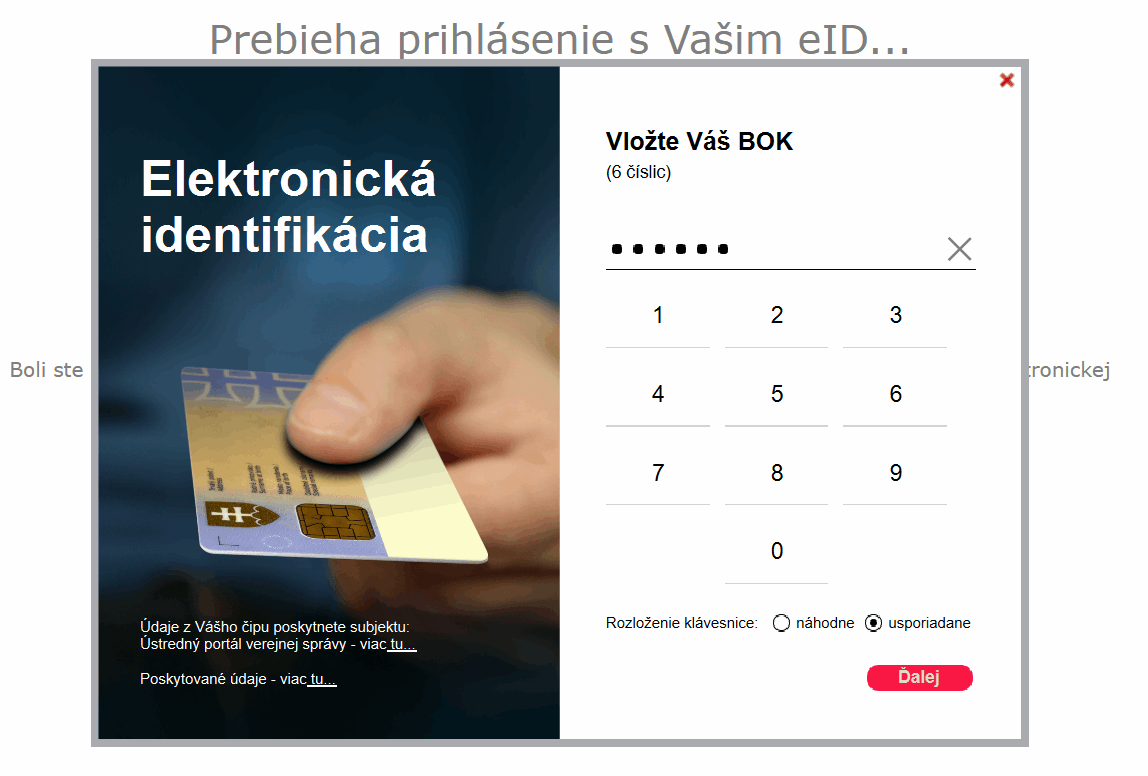 Prebieha prihlásenie s Vašim eID...
Elektronická
identifikácia
Vložte Váš BOK
(6 číslic)
1 2 3
4 5 6
7 8 9
0
Boli ste
tronickej
Údaje z Vášho čipu poskytnete subjektu:
Ústredný portál verejnej správy - viac tu...
Poskytované údaje - viac tu...
Rozloženie klávesnice: náhodne usporiadane
Ďalej